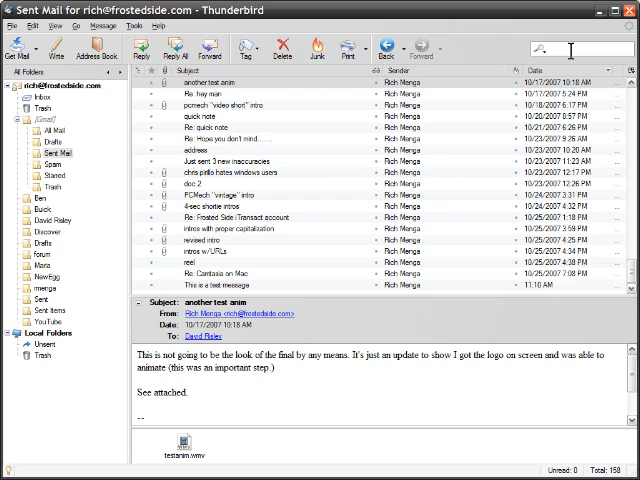 Sent Mail for rich@frostedside.com - Thunderbird
File Edit View Go Message Tools Help
Get Mail Write Address Book Reply Reply All Forward Tag Delete Junk Print Back Forward
All Folders
rich@frostedside.com
Inbox
Trash
[Gmail]
All Mail
Drafts
Sent Mail
Spam
Starred
Trash
Ben
Buick
David Risley
Discover
Drafts
forum
Maria
NewEgg
rmenga
Sent
Sent Items
YouTube
Local Folders
Unsent
Trash
Subject Sender Date
another test anim Rich Menga 10/17/2007 10:18 AM
Re: hey man Rich Menga 10/17/2007 5:24 PM
pcmech "video short" intro Rich Menga 10/18/2007 6:17 PM
quick note Rich Menga 10/20/2007 8:57 PM
Re: quick note Rich Menga 10/21/2007 6:26 PM
Re: Hope you don't mind....... Rich Menga 10/23/2007 9:28 AM
address Rich Menga 10/23/2007 10:20 AM
Just sent 3 new inaccuracies Rich Menga 10/23/2007 11:23 AM
chris pirillo hates windows users Rich Menga 10/23/2007 12:17 PM
doc 2 Rich Menga 10/23/2007 12:26 PM
PCMech "vintage" intro Rich Menga 10/24/2007 3:31 PM
4-secr shortie intros Rich Menga 10/24/2007 4:32 PM
Re: Frosted Side iTransact account Rich Menga 10/25/2007 1:18 PM
intros with proper capitalization Rich Menga 10/25/2007 3:59 PM
revised intro Rich Menga 10/25/2007 4:25 PM
intros w/URLs Rich Menga 10/25/2007 4:34 PM
reel Rich Menga 10/25/2007 4:38 PM
Re: Camtasia on Mac Rich Menga 10/25/2007 7:08 PM
This is a test message Rich Menga 11:10 AM
Subject: another test anim
From: Rich Menga <rich@frostedside.com>
Date: 10/17/2007 10:18 AM
To: David Risley
This is not going to be the look of the final by any means. It's just an update to show I got the logo on screen and was able to
animate (this was an important step.)
See attached.
--
testanim.wmv
Unread: 0 Total: 158